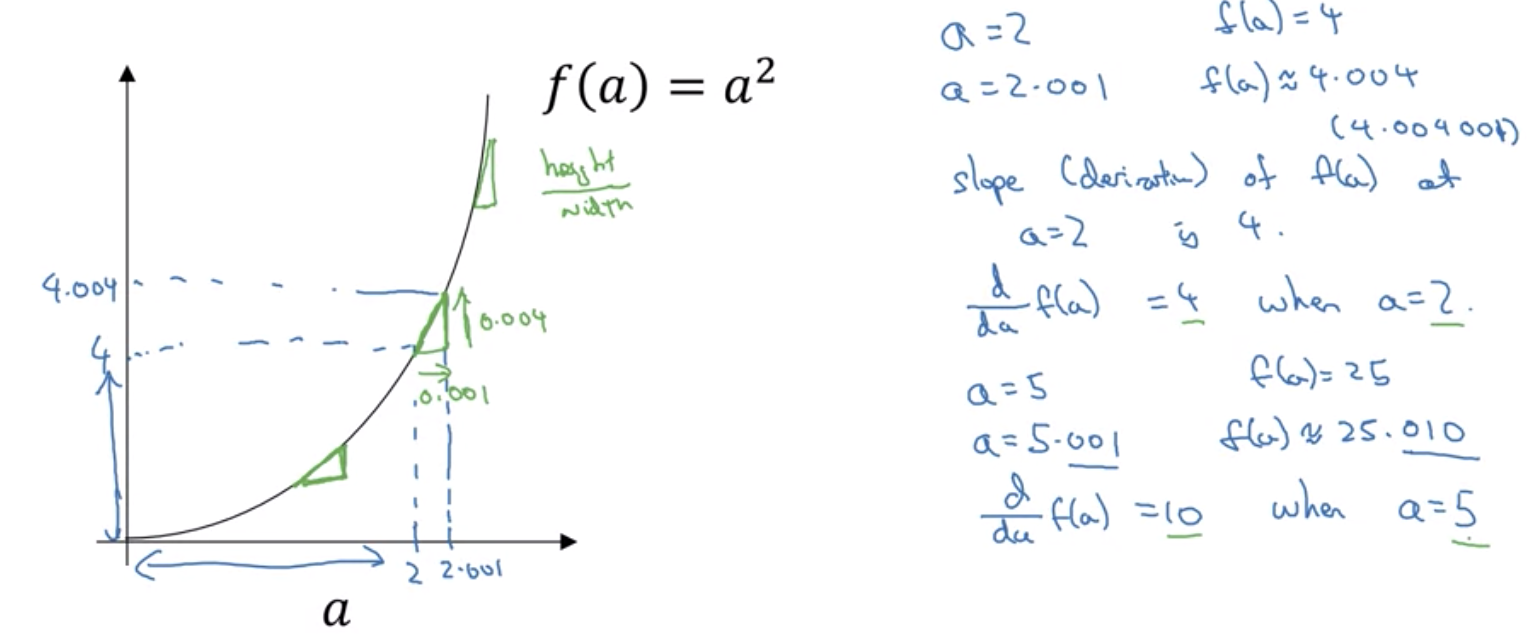 f(a) = a²
height
width
4.004
4
0.004
0.001
2 2.001
a
a = 2 f(a) = 4
a = 2.001 f(a) ≈ 4.004
(4.004001)
slope (derivative) of f(a) at
a=2 is 4.
d/da f(a) = 4 when a=2.
a = 5 f(a) = 25
a = 5.001 f(a) ≈ 25.010
d/da f(a) = 10 when a=5